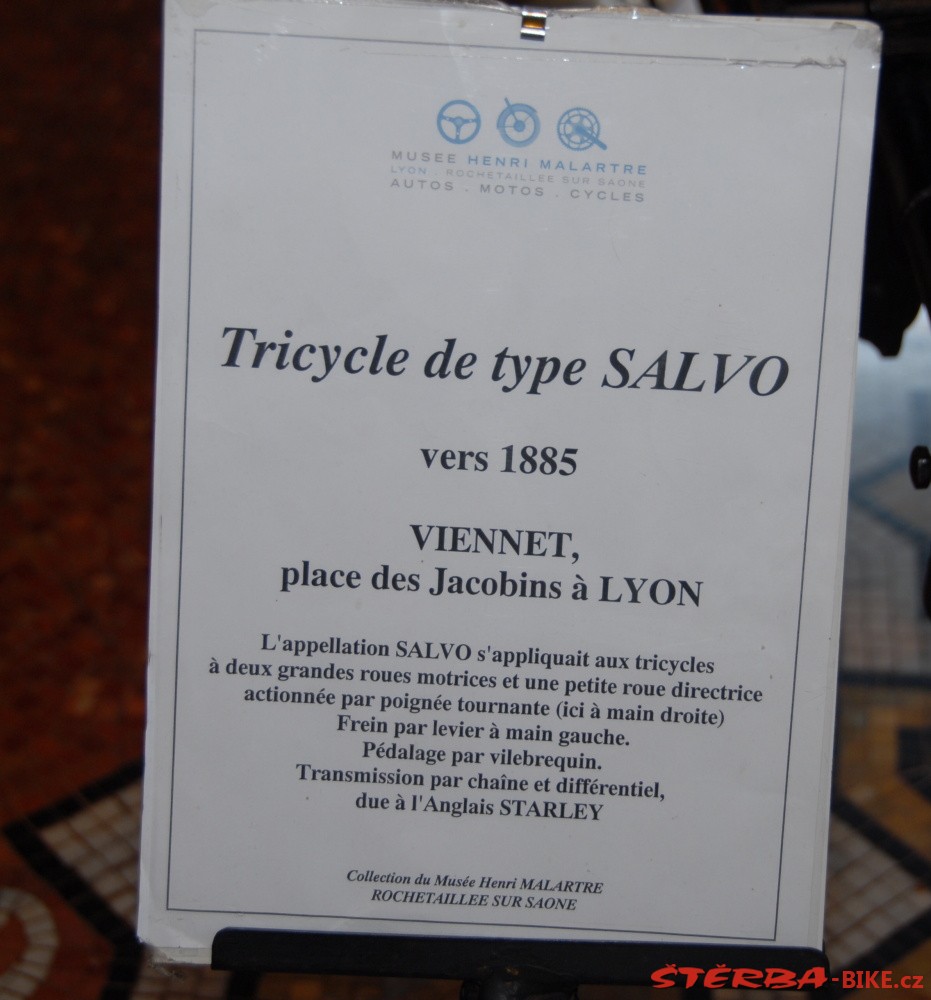 MUSEE HENRI MALARTRE
LYON . ROCHETAILLEE SUR SAONE
AUTOS . MOTOS . CYCLES
Tricycle de type SALVO
vers 1885
VIENNET,
place des Jacobins à LYON
L'appellation SALVO s'appliquait aux tricycles
à deux grandes roues motrices et une petite roue directrice
actionnée par poignée tournante (ici à main droite)
Frein par levier à main gauche.
Pédalage par vilebrequin.
Transmission par chaîne et différentiel,
due à l'Anglais STARLEY
Collection du Musée Henri MALARTRE
ROCHETAILLEE SUR SAONE
ŠTĚRBA-BIKE.cz